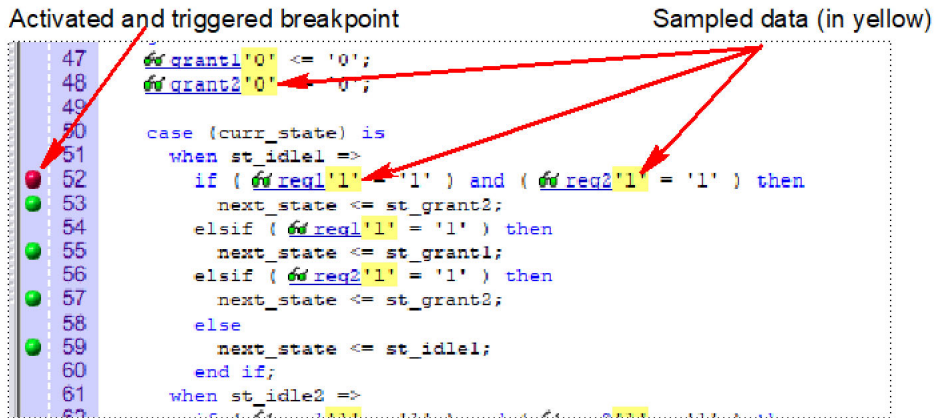 Activated and triggered breakpoint
Sampled data (in yellow)
47 grant1'0' <= '0';
48 grant2'0' = '0';
49
50 case (curr_state) is
51 when st_idle1 =>
52 if ( req1'1' = '1' ) and ( req2'1' = '1' ) then
53 next_state <= st_grant2;
54 elsif ( req1'1' = '1' ) then
55 next_state <= st_grant1;
56 elsif ( req2'1' = '1' ) then
57 next_state <= st_grant2;
58 else
59 next_state <= st_idle1;
60 end if;
61 when st_idle2 =>